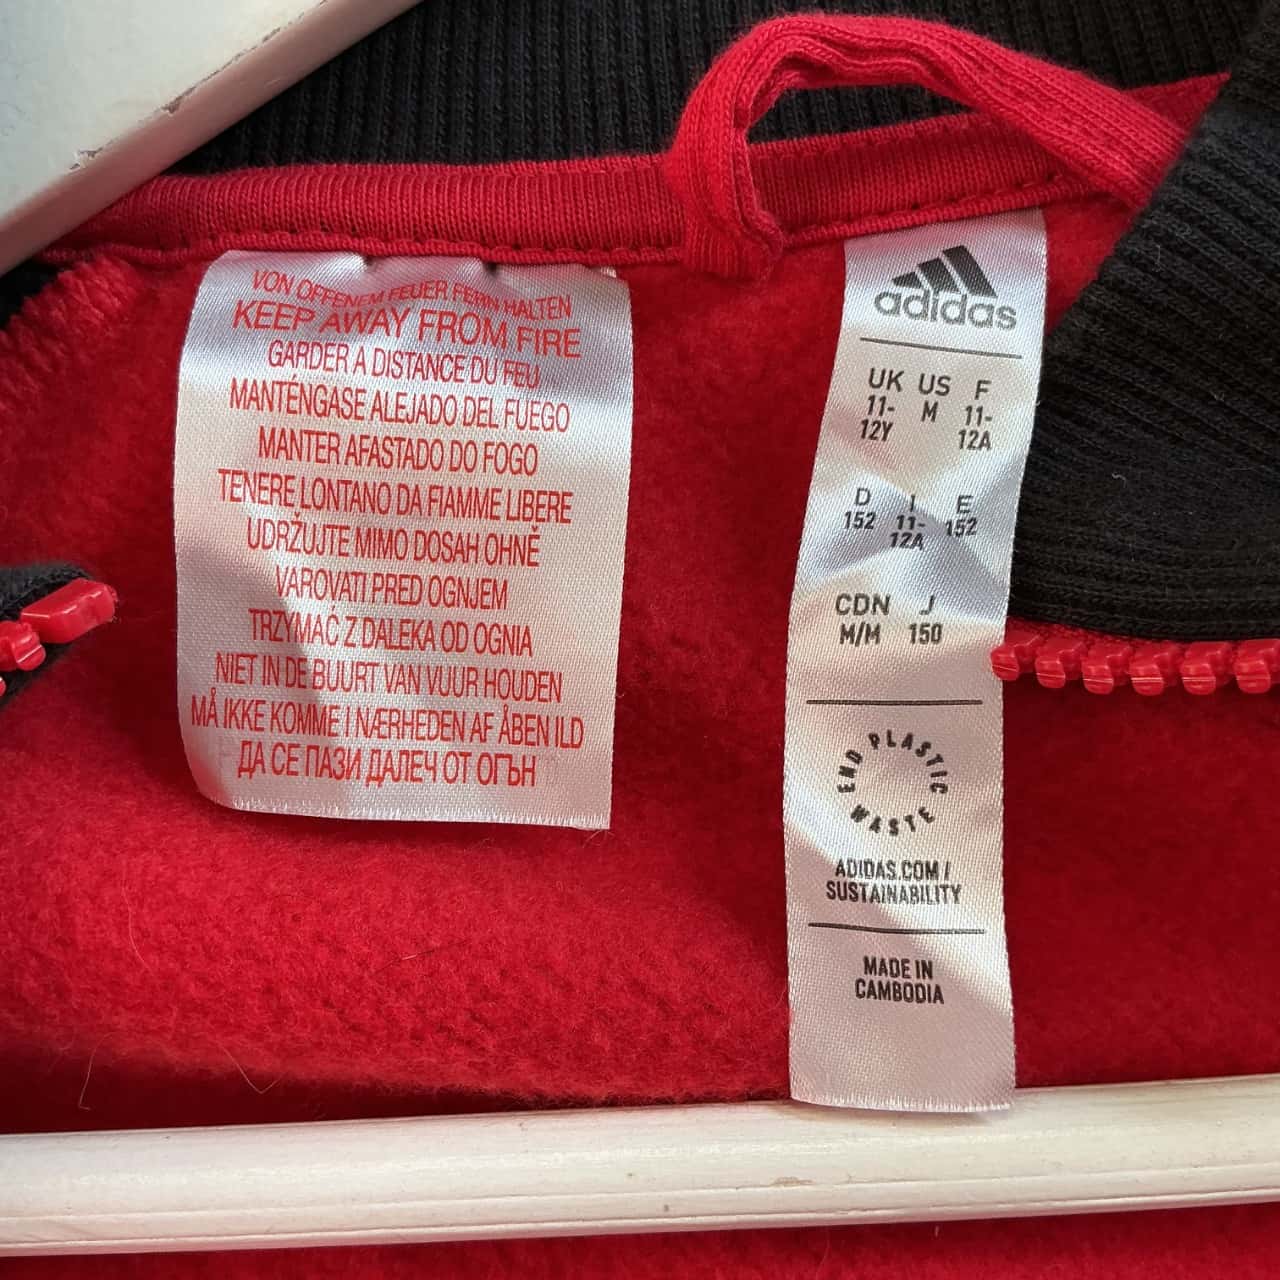 VON OFFENEM FEUER FERN HALTEN
KEEP AWAY FROM FIRE
GARDER A DISTANCE DU FEU
MANTÉNGASE ALEJADO DEL FUEGO
MANTER AFASTADO DO FOGO
TENERE LONTANO DA FIAMME LIBERE
UDRŽUJTE MIMO DOSAH OHNĚ
VAROVATI PRED OGNJEM
TRZYMAĆ Z DALEKA OD OGNIA
NIET IN DE BUURT VAN VUUR HOUDEN
MÅ IKKE KOMME I NÆRHEDEN AF ÅBEN ILD
ДА СЕ ПАЗИ ДАЛЕЧ ОТ ОГЪН
adidas
UK US F
11- M 11-
12Y 12A
D I E
152 11- 152
12A
CDN J
M/M 150
END PLASTIC WASTE
ADIDAS.COM /
SUSTAINABILITY
MADE IN
CAMBODIA